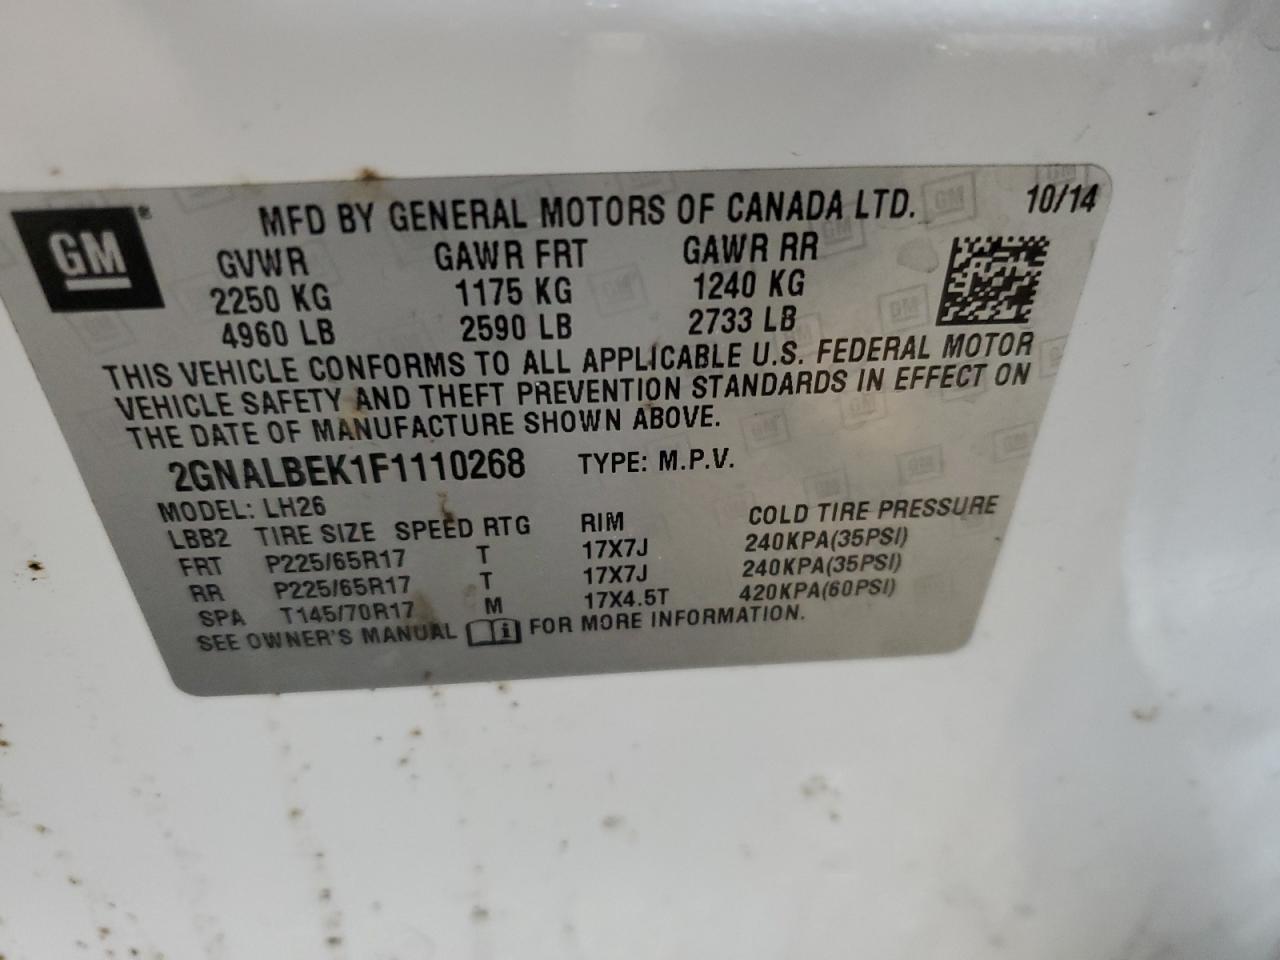 GM ®
MFD BY GENERAL MOTORS OF CANADA LTD. 10/14
GVWR GAWR FRT GAWR RR
2250 KG 1175 KG 1240 KG
4960 LB 2590 LB 2733 LB
THIS VEHICLE CONFORMS TO ALL APPLICABLE U.S. FEDERAL MOTOR
VEHICLE SAFETY AND THEFT PREVENTION STANDARDS IN EFFECT ON
THE DATE OF MANUFACTURE SHOWN ABOVE.
2GNALBEK1F1110268 TYPE: M.P.V.
MODEL: LH26
LBB2 TIRE SIZE SPEED RTG RIM COLD TIRE PRESSURE
FRT P225/65R17 T 17X7J 240KPA(35PSI)
RR P225/65R17 T 17X7J 240KPA(35PSI)
SPA T145/70R17 M 17X4.5T 420KPA(60PSI)
SEE OWNER'S MANUAL i FOR MORE INFORMATION.